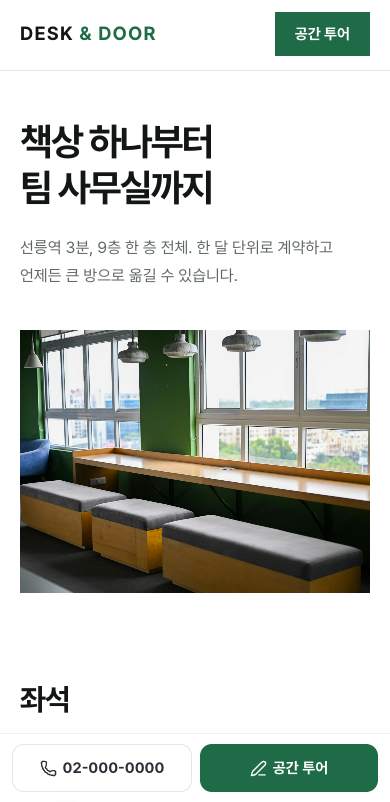 DESK & DOOR
공간 투어
책상 하나부터
팀 사무실까지
선릉역 3분, 9층 한 층 전체. 한 달 단위로 계약하고
언제든 큰 방으로 옮길 수 있습니다.
좌석
02-000-0000
공간 투어